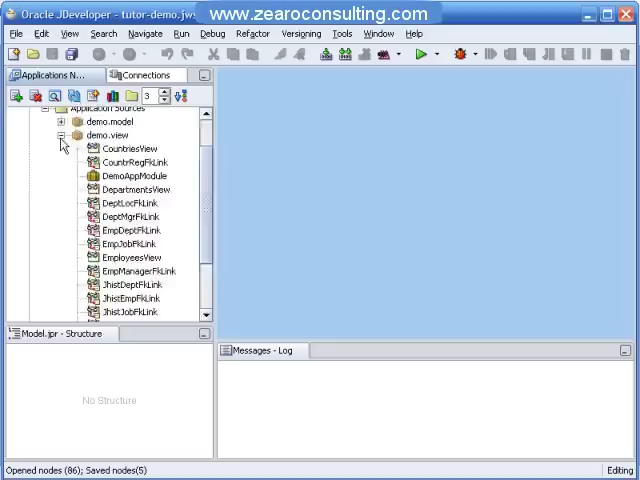 Oracle JDeveloper - tutor-demo.jws
www.zearoconsulting.com
File Edit View Search Navigate Run Debug Refactor Versioning Tools Window Help
Applications N...
Connections
3
Application Sources
demo.model
demo.view
CountriesView
CountrRegFkLink
DemoAppModule
DepartmentsView
DeptLocFkLink
DeptMgrFkLink
EmpDeptFkLink
EmpJobFkLink
EmployeesView
EmpManagerFkLink
JhistDeptFkLink
JhistEmpFkLink
JhistJobFkLink
Model.jpr - Structure
No Structure
Messages - Log
Opened nodes (86); Saved nodes(5)
Editing